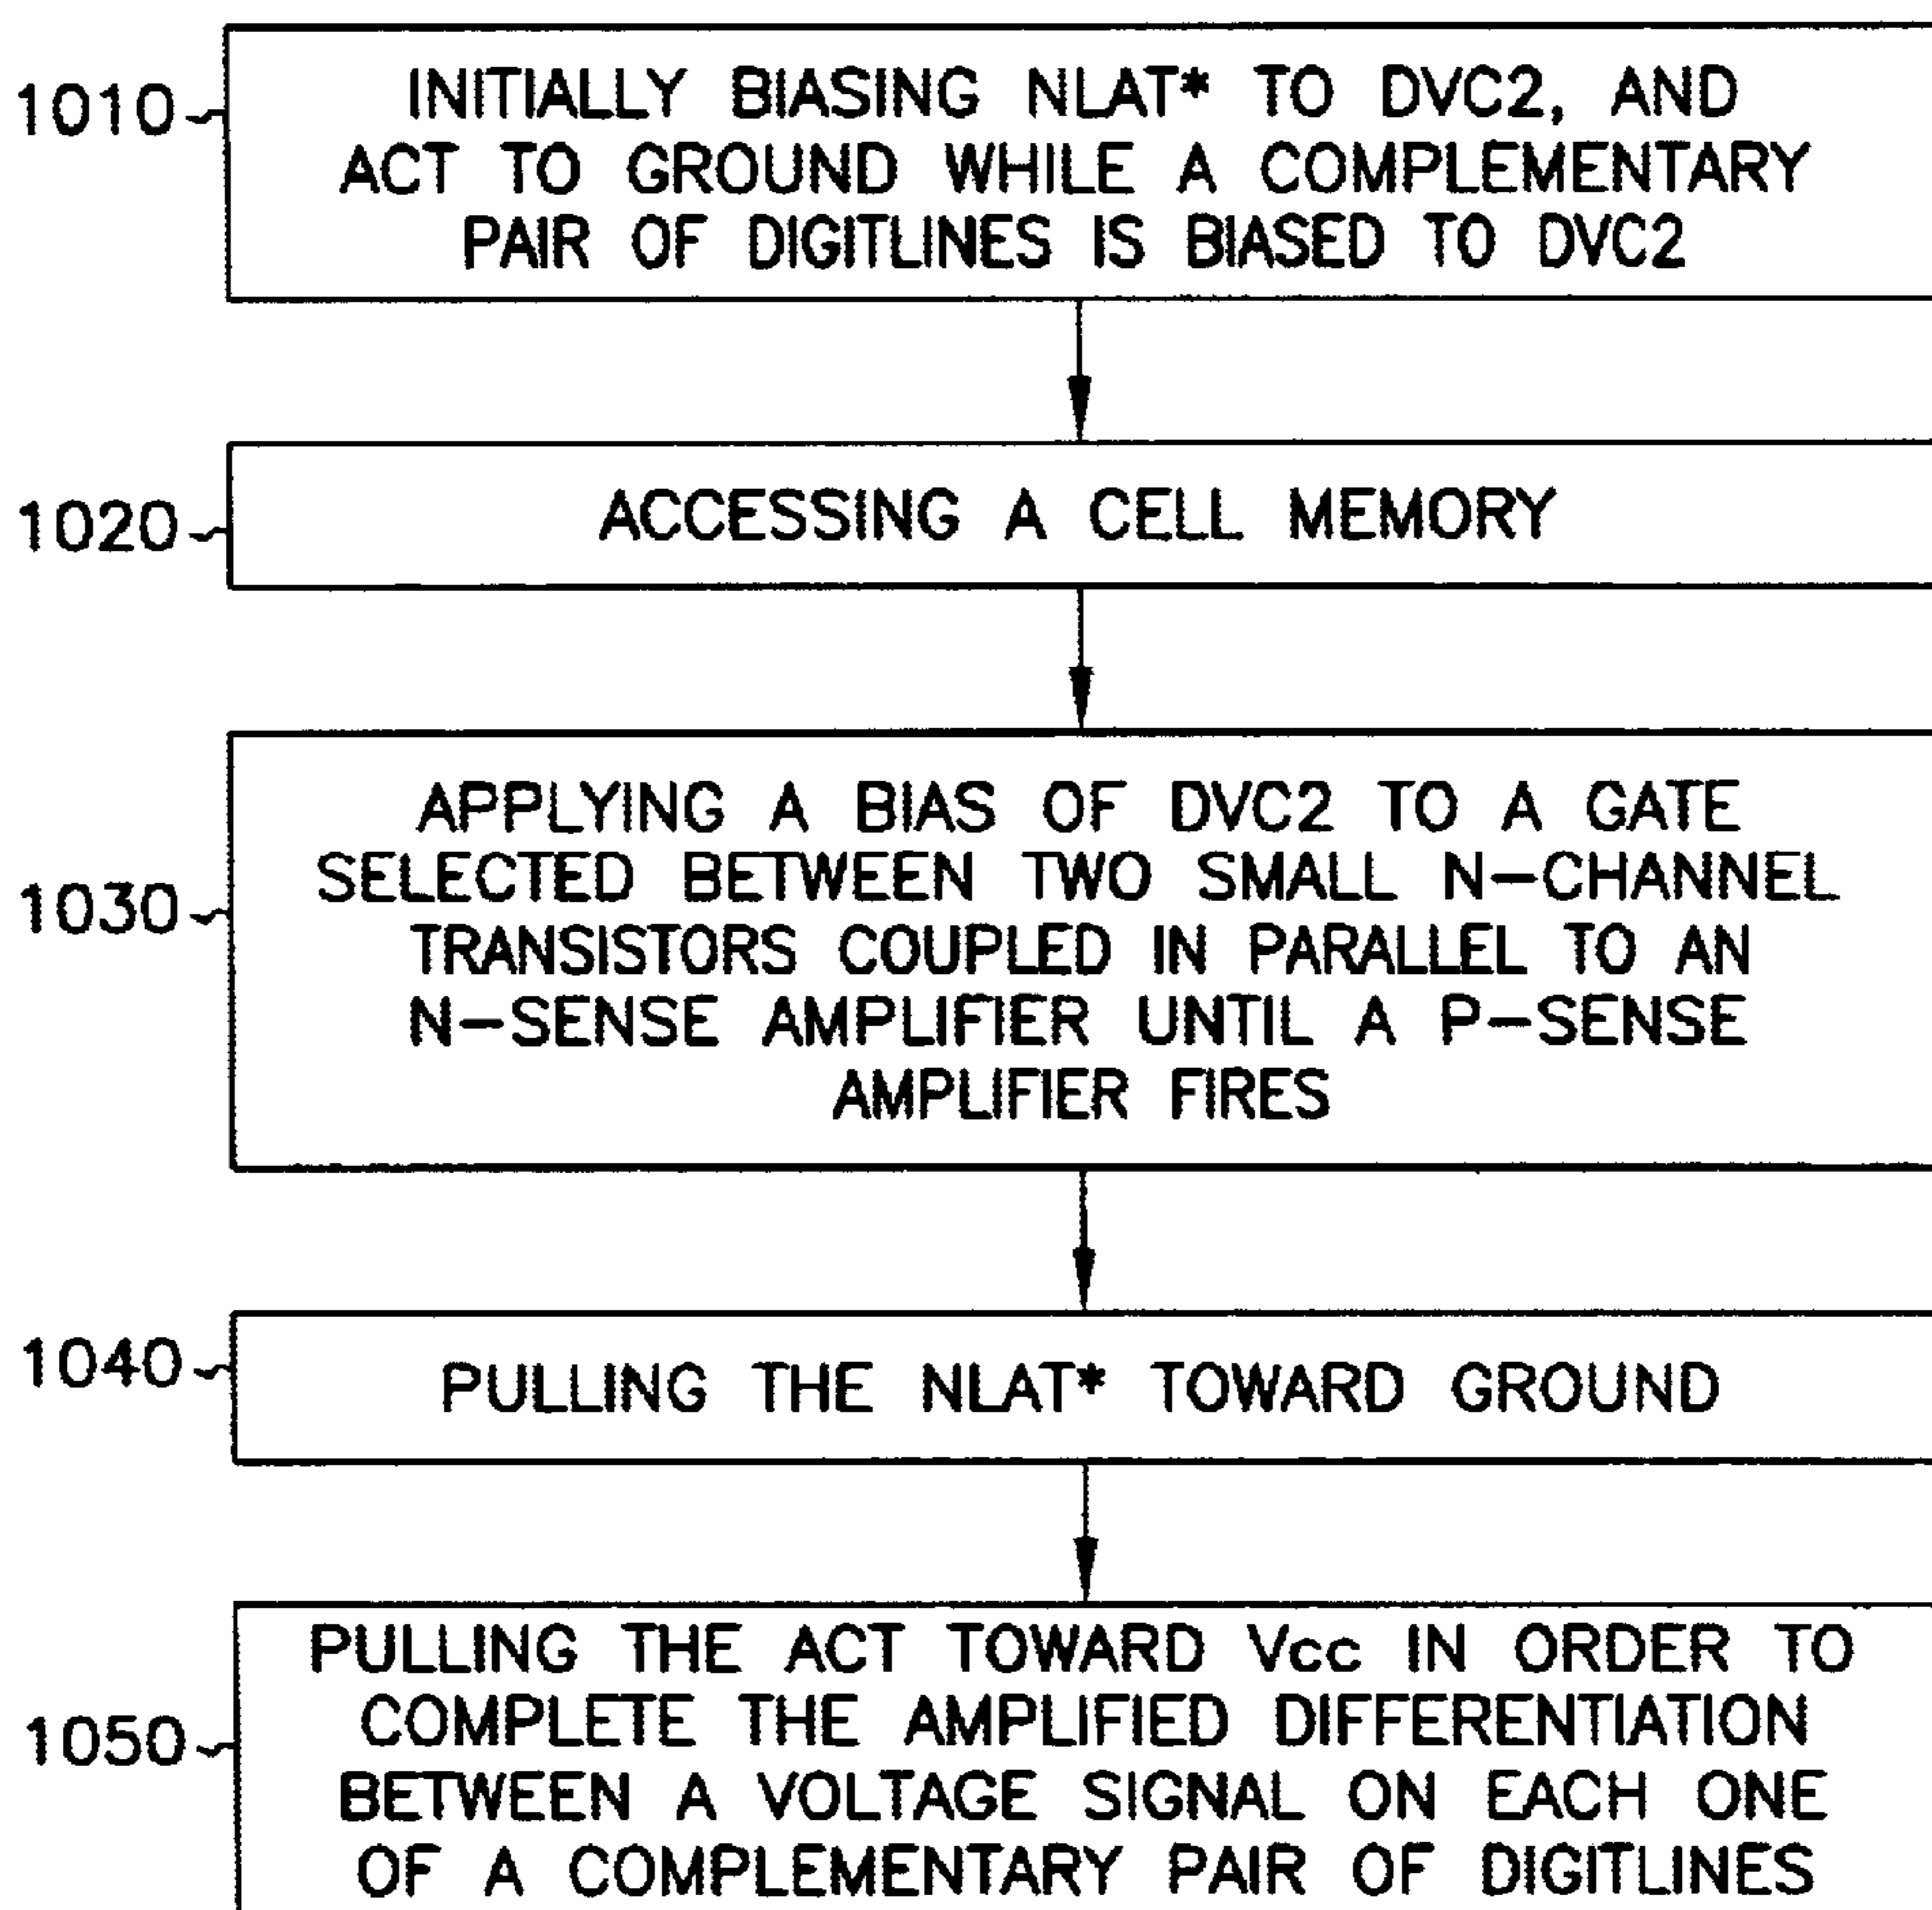 1010
INITIALLY BIASING NLAT* TO DVC2, AND
ACT TO GROUND WHILE A COMPLEMENTARY
PAIR OF DIGITLINES IS BIASED TO DVC2
1020
ACCESSING A CELL MEMORY
1030
APPLYING A BIAS OF DVC2 TO A GATE
SELECTED BETWEEN TWO SMALL N-CHANNEL
TRANSISTORS COUPLED IN PARALLEL TO AN
N-SENSE AMPLIFIER UNTIL A P-SENSE
AMPLIFIER FIRES
1040
PULLING THE NLAT* TOWARD GROUND
1050
PULLING THE ACT TOWARD Vcc IN ORDER TO
COMPLETE THE AMPLIFIED DIFFERENTIATION
BETWEEN A VOLTAGE SIGNAL ON EACH ONE
OF A COMPLEMENTARY PAIR OF DIGITLINES